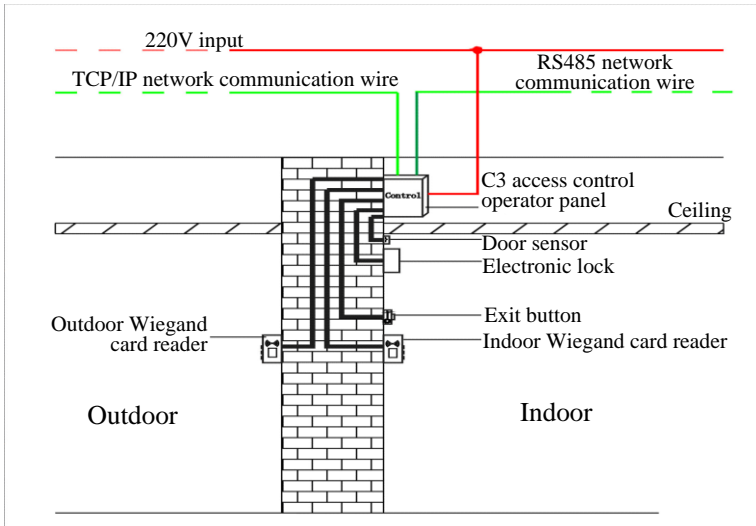 220V input
TCP/IP network communication wire
RS485 network
communication wire
Control
C3 access control
operator panel
Ceiling
Door sensor
Electronic lock
Exit button
Outdoor Wiegand
card reader
Indoor Wiegand card reader
Outdoor
Indoor